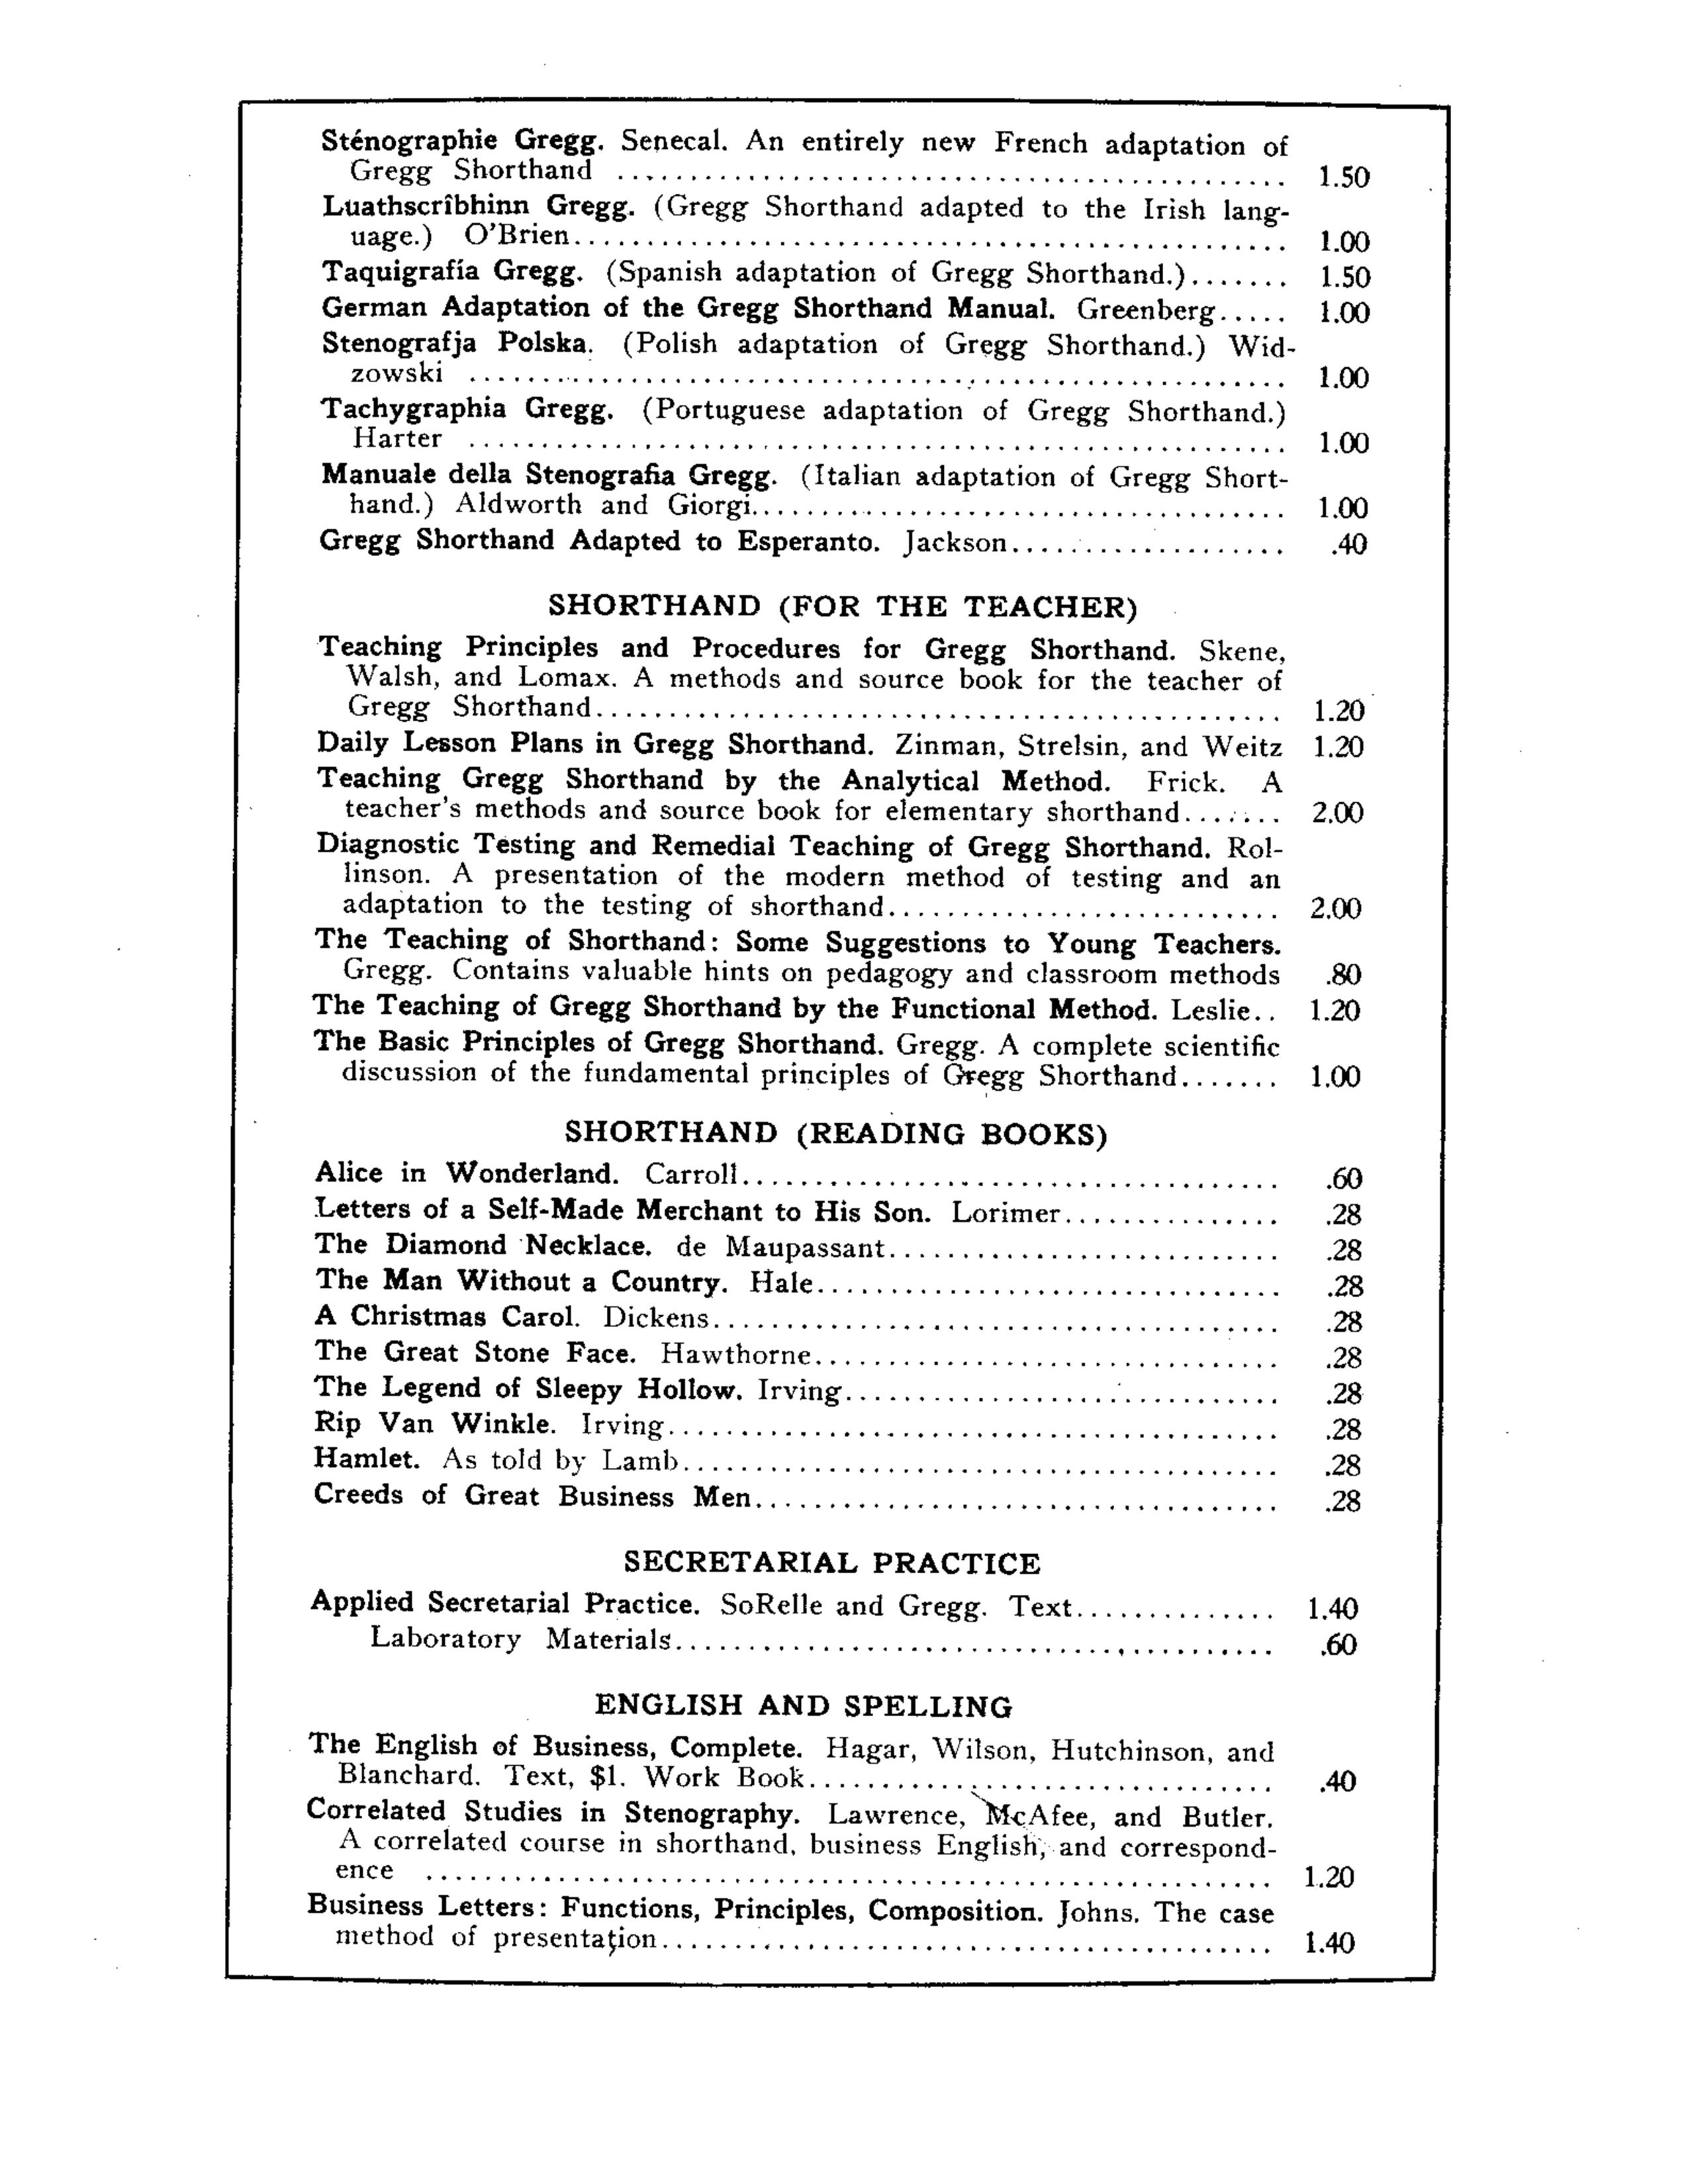 Sténographie Gregg. Senecal. An entirely new French adaptation of
Gregg Shorthand .............................................. 1.50
Luathscríbhinn Gregg. (Gregg Shorthand adapted to the Irish lang-
uage.) O'Brien................................................. 1.00
Taquigrafía Gregg. (Spanish adaptation of Gregg Shorthand.)....... 1.50
German Adaptation of the Gregg Shorthand Manual. Greenberg..... 1.00
Stenografja Polska. (Polish adaptation of Gregg Shorthand.) Wid-
zowski ........................................................ 1.00
Tachygraphia Gregg. (Portuguese adaptation of Gregg Shorthand.)
Harter ........................................................ 1.00
Manuale della Stenografia Gregg. (Italian adaptation of Gregg Short-
hand.) Aldworth and Giorgi..................................... 1.00
Gregg Shorthand Adapted to Esperanto. Jackson................... .40
SHORTHAND (FOR THE TEACHER)
Teaching Principles and Procedures for Gregg Shorthand. Skene,
Walsh, and Lomax. A methods and source book for the teacher of
Gregg Shorthand............................................... 1.20
Daily Lesson Plans in Gregg Shorthand. Zinman, Strelsin, and Weitz 1.20
Teaching Gregg Shorthand by the Analytical Method. Frick. A
teacher's methods and source book for elementary shorthand....... 2.00
Diagnostic Testing and Remedial Teaching of Gregg Shorthand. Rol-
linson. A presentation of the modern method of testing and an
adaptation to the testing of shorthand........................... 2.00
The Teaching of Shorthand: Some Suggestions to Young Teachers.
Gregg. Contains valuable hints on pedagogy and classroom methods .80
The Teaching of Gregg Shorthand by the Functional Method. Leslie.. 1.20
The Basic Principles of Gregg Shorthand. Gregg. A complete scientific
discussion of the fundamental principles of Gregg Shorthand....... 1.00
SHORTHAND (READING BOOKS)
Alice in Wonderland. Carroll..................................... .60
Letters of a Self-Made Merchant to His Son. Lorimer............... .28
The Diamond Necklace. de Maupassant........................... .28
The Man Without a Country. Hale................................ .28
A Christmas Carol. Dickens....................................... .28
The Great Stone Face. Hawthorne................................ .28
The Legend of Sleepy Hollow. Irving.............................. .28
Rip Van Winkle. Irving.......................................... .28
Hamlet. As told by Lamb......................................... .28
Creeds of Great Business Men.................................... .28
SECRETARIAL PRACTICE
Applied Secretarial Practice. SoRelle and Gregg. Text.............. 1.40
Laboratory Materials......................................... .60
ENGLISH AND SPELLING
The English of Business, Complete. Hagar, Wilson, Hutchinson, and
Blanchard. Text, $1. Work Book................................ .40
Correlated Studies in Stenography. Lawrence, McAfee, and Butler.
A correlated course in shorthand, business English, and correspond-
ence .......................................................... 1.20
Business Letters: Functions, Principles, Composition. Johns. The case
method of presentation.......................................... 1.40